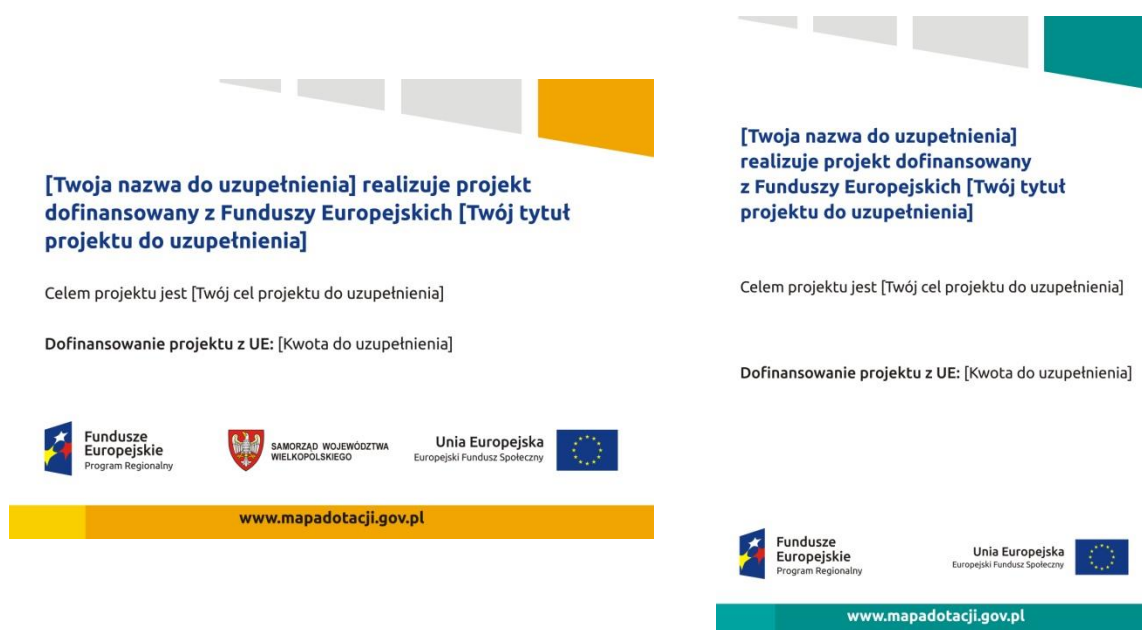 [Twoja nazwa do uzupełnienia] realizuje projekt
dofinansowany z Funduszy Europejskich [Twój tytuł
projektu do uzupełnienia]
Celem projektu jest [Twój cel projektu do uzupełnienia]
Dofinansowanie projektu z UE: [Kwota do uzupełnienia]
Fundusze
Europejskie
Program Regionalny
SAMORZĄD WOJEWÓDZTWA
WIELKOPOLSKIEGO
Unia Europejska
Europejski Fundusz Społeczny
www.mapadotacji.gov.pl
[Twoja nazwa do uzupełnienia]
realizuje projekt dofinansowany
z Funduszy Europejskich [Twój tytuł
projektu do uzupełnienia]
Celem projektu jest [Twój cel projektu do uzupełnienia]
Dofinansowanie projektu z UE: [Kwota do uzupełnienia]
Fundusze
Europejskie
Program Regionalny
Unia Europejska
Europejski Fundusz Społeczny
www.mapadotacji.gov.pl